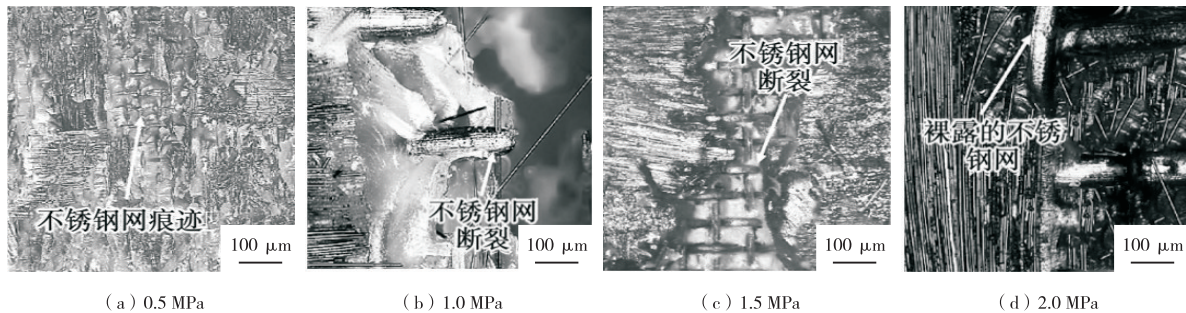 不锈钢网痕迹
100 μm
(a) 0.5 MPa
不锈钢网
断裂
100 μm
(b) 1.0 MPa
不锈钢网
断裂
100 μm
(c) 1.5 MPa
裸露的不锈
钢网
100 μm
(d) 2.0 MPa